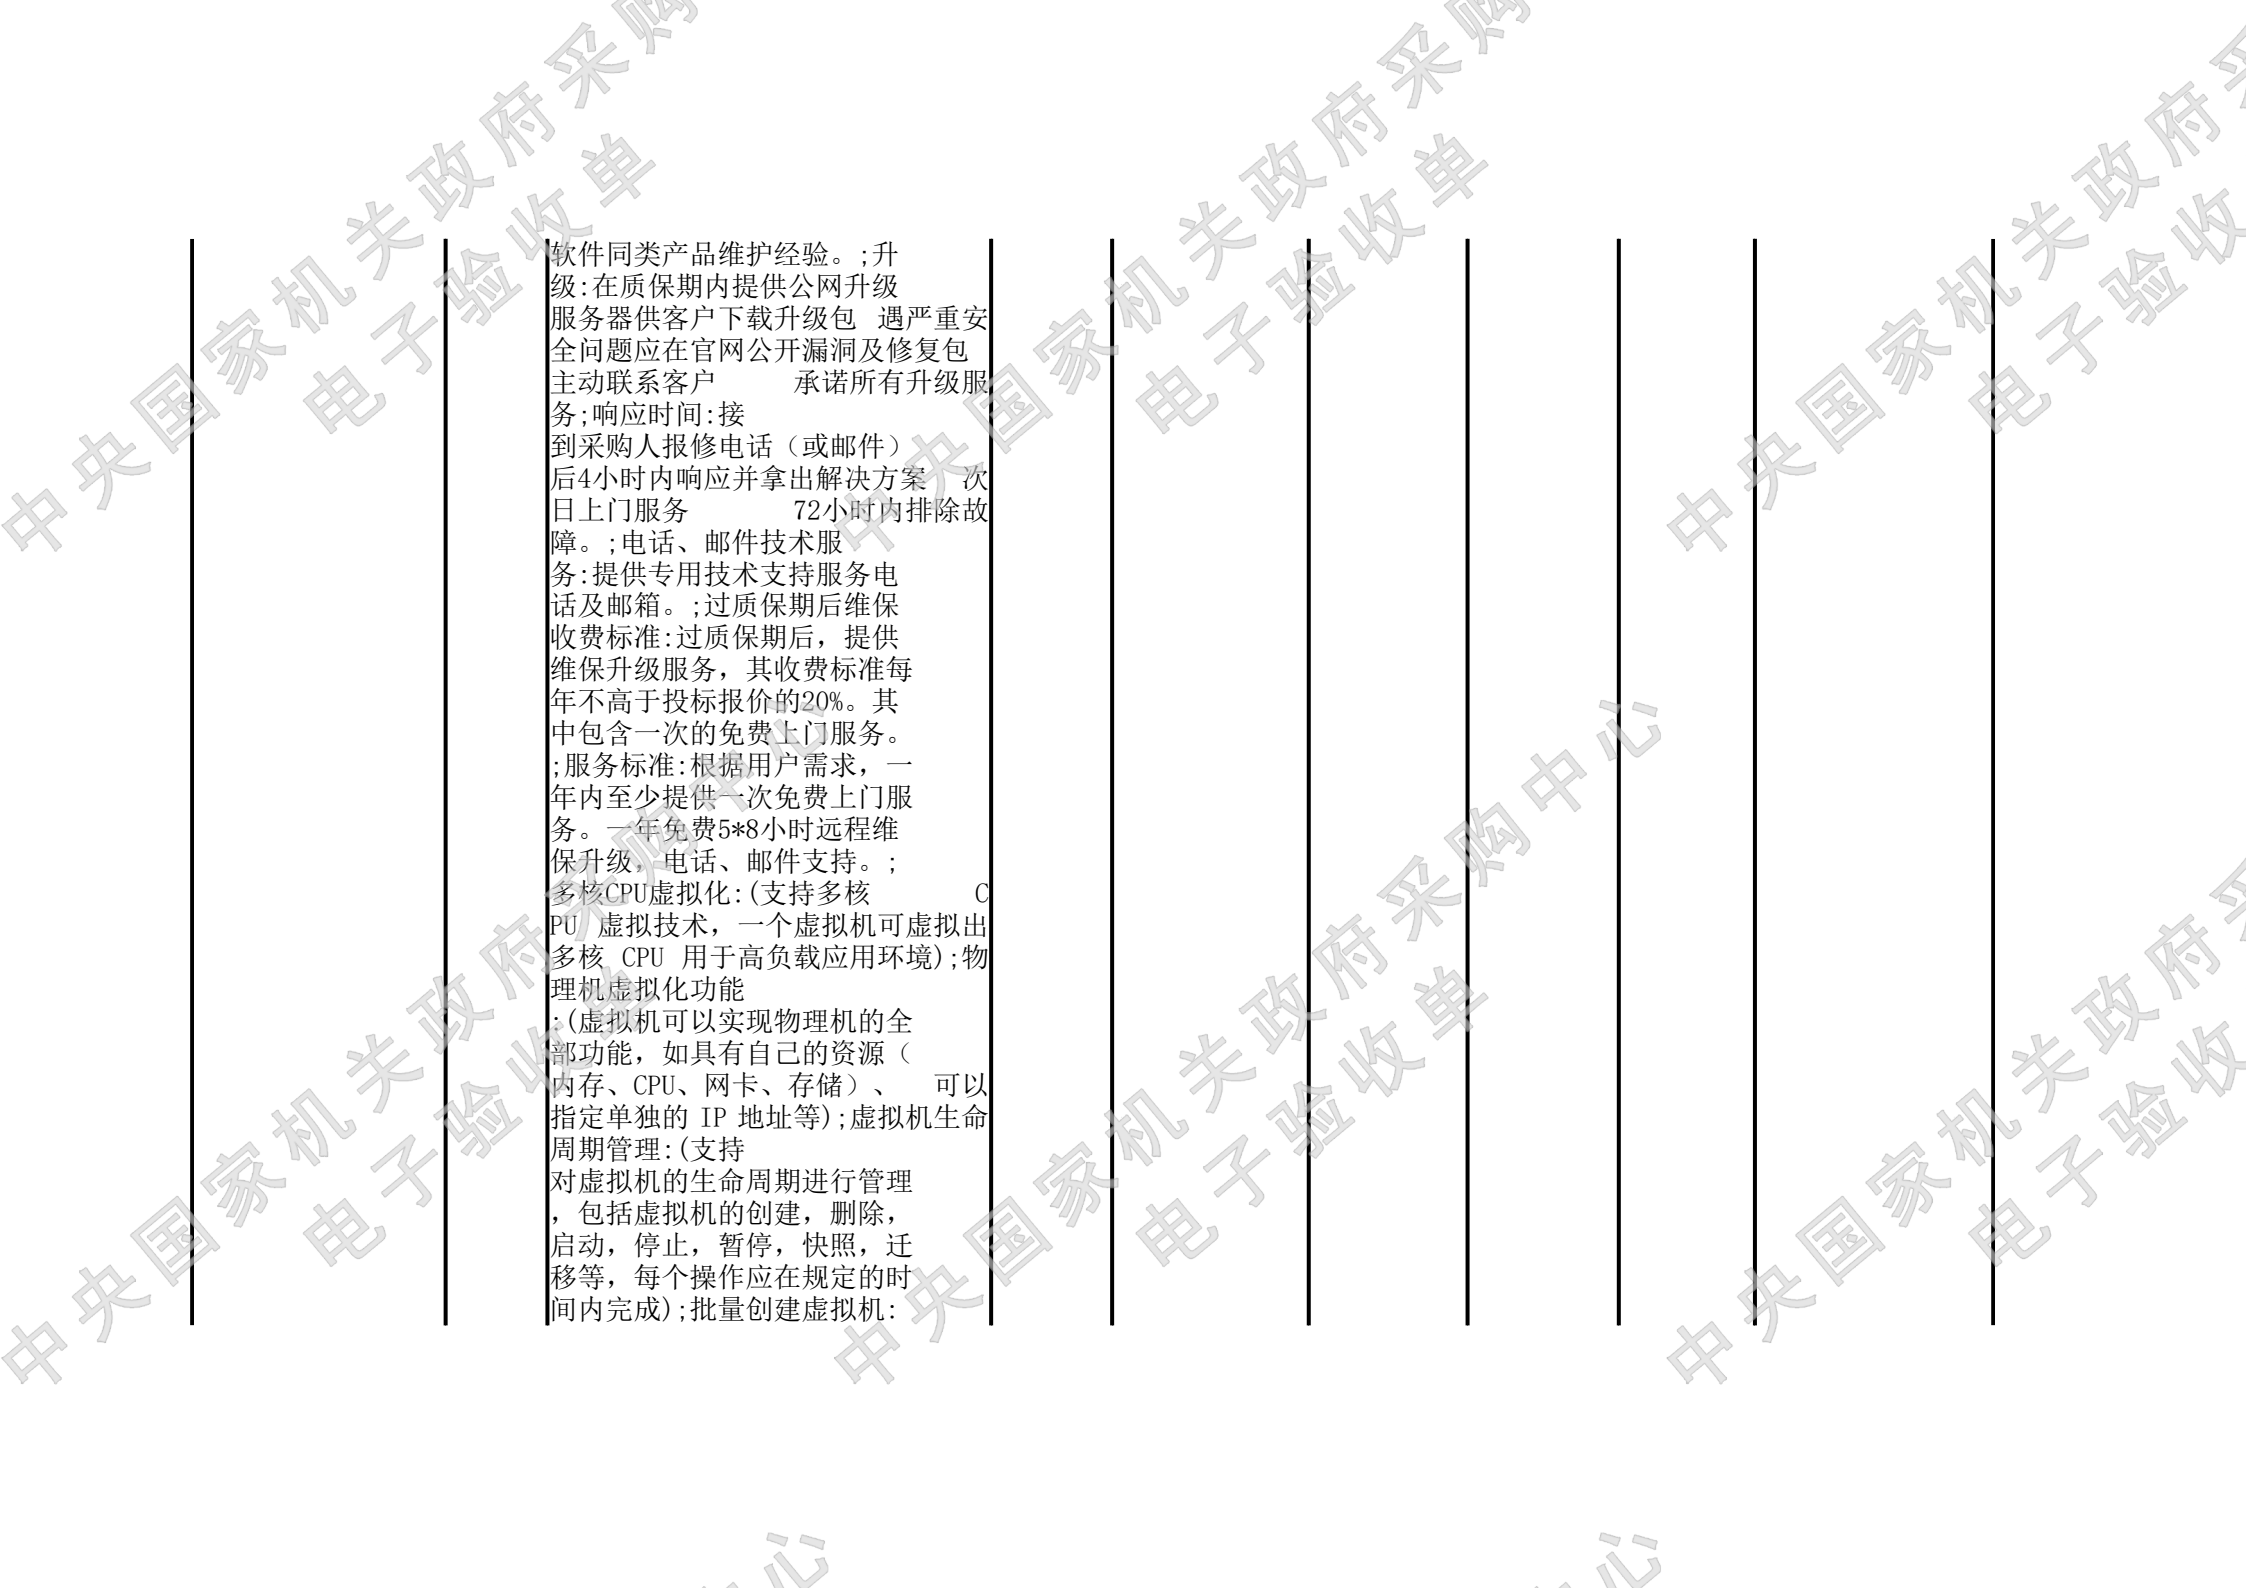 软件同类产品维护经验。;升
级:在质保期内提供公网升级
服务器供客户下载升级包 遇严重安
全问题应在官网公开漏洞及修复包
主动联系客户 承诺所有升级服
务;响应时间:接
到采购人报修电话（或邮件）
后4小时内响应并拿出解决方案 次
日上门服务 72小时内排除故
障。;电话、邮件技术服
务:提供专用技术支持服务电
话及邮箱。;过质保期后维保
收费标准:过质保期后，提供
维保升级服务，其收费标准每
年不高于投标报价的20%。其
中包含一次的免费上门服务。
;服务标准:根据用户需求，一
年内至少提供一次免费上门服
务。一年免费5*8小时远程维
保升级，电话、邮件支持。;
多核CPU虚拟化:(支持多核 C
PU 虚拟技术，一个虚拟机可虚拟出
多核 CPU 用于高负载应用环境);物
理机虚拟化功能
:(虚拟机可以实现物理机的全
部功能，如具有自己的资源（
内存、CPU、网卡、存储）、 可以
指定单独的 IP 地址等);虚拟机生命
周期管理:(支持
对虚拟机的生命周期进行管理
，包括虚拟机的创建，删除，
启动，停止，暂停，快照，迁
移等，每个操作应在规定的时
间内完成);批量创建虚拟机:
中央国家机关政府采购中心
电子验收单